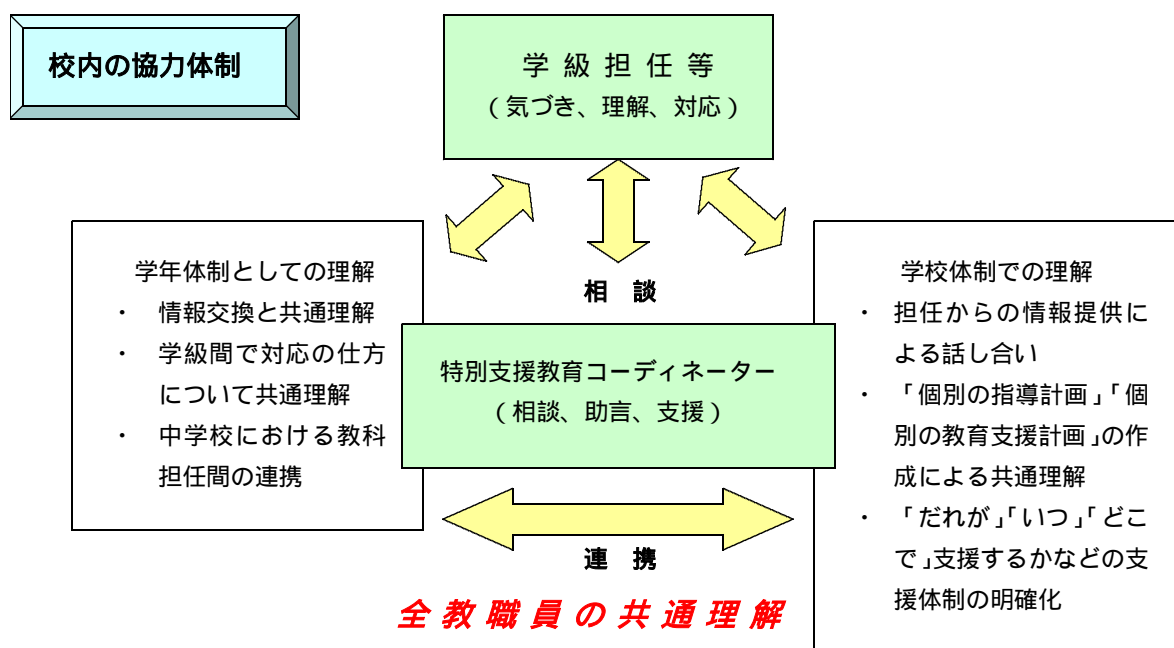 校内の協力体制
学級担任等
（気づき、理解、対応）
相談
学年体制としての理解
・ 情報交換と共通理解
・ 学級間で対応の仕方
について共通理解
・ 中学校における教科
担任間の連携
特別支援教育コーディネーター
（相談、助言、支援）
学校体制での理解
・ 担任からの情報提供に
よる話し合い
・ 「個別の指導計画」「個
別の教育支援計画」の作
成による共通理解
・ 「だれが」「いつ」「どこ
で」支援するかなどの支
援体制の明確化
連携
全教職員の共通理解